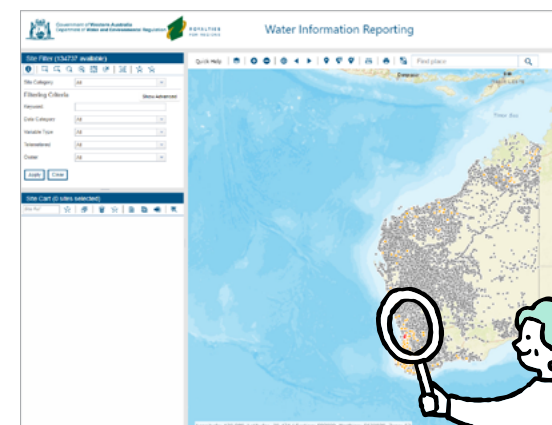 Government of Western Australia
Department of Water and Environmental Regulation
ROYALTIES
FOR REGIONS
Water Information Reporting
Site Filter (134737 available)
Quick Help
Find place
Site Category
All
Filtering Criteria
Show Advanced
Keyword
Data Category
All
Variable Type
All
Telemetered
All
Owner
All
Apply
Clear
Site Cart (0 sites selected)
Timor Sea